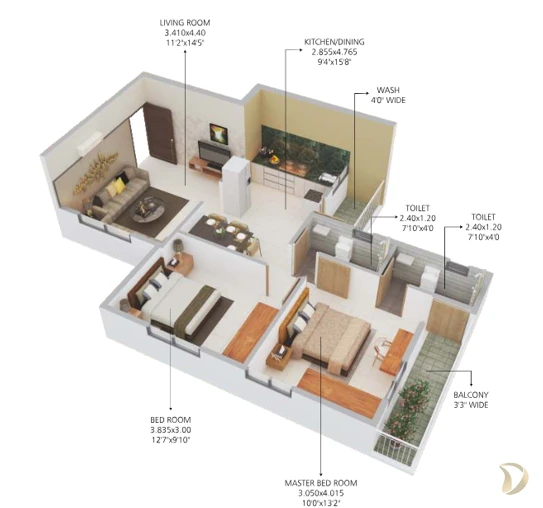 LIVING ROOM
3.410x4.40
11'2"x14'5"
KITCHEN/DINING
2.855x4.765
9'4"x15'8"
WASH
4'0" WIDE
TOILET
2.40x1.20
7'10"x4'0
TOILET
2.40x1.20
7'10"x4'0
BALCONY
3'3" WIDE
BED ROOM
3.835x3.00
12'7"x9'10"
MASTER BED ROOM
3.050x4.015
10'0"x13'2"